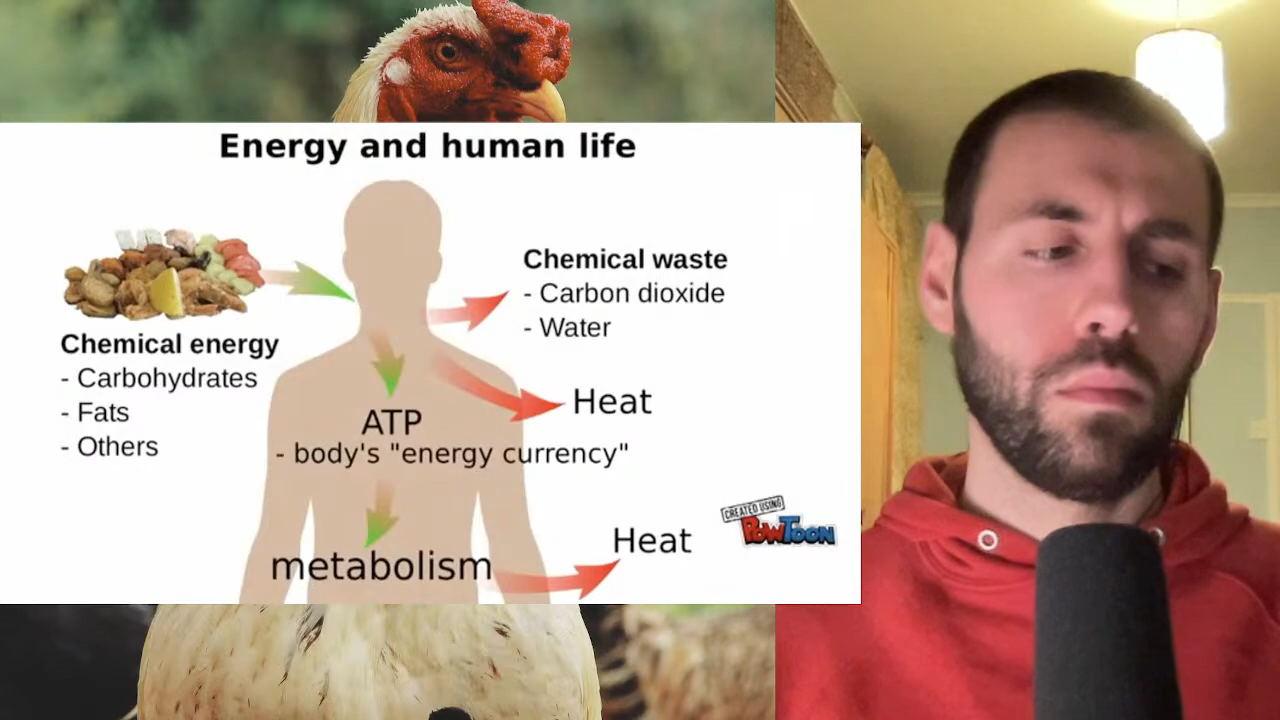 Energy and human life
Chemical energy
- Carbohydrates
- Fats
- Others
Chemical waste
- Carbon dioxide
- Water
Heat
ATP
- body's "energy currency"
metabolism
Heat
CREATED USING
POWTOON